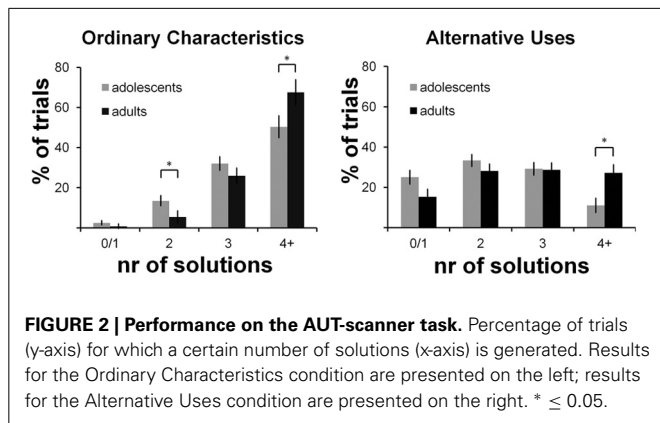 Ordinary Characteristics
Alternative Uses
80
60
40
20
% of trials
adolescents
adults
*
*
0/1 2 3 4+
nr of solutions
80
60
40
20
% of trials
adolescents
adults
*
0/1 2 3 4+
nr of solutions
FIGURE 2 | Performance on the AUT-scanner task. Percentage of trials
(y-axis) for which a certain number of solutions (x-axis) is generated. Results
for the Ordinary Characteristics condition are presented on the left; results
for the Alternative Uses condition are presented on the right. * ≤ 0.05.